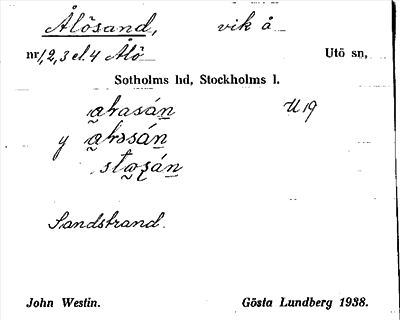 Ålösand, vik å
nr 1, 2, 3 el. 4 Ålö Utö sn,
Sotholms hd, Stockholms l.
U 19
y
Sandstrand.
John Westin. Gösta Lundberg 1938.